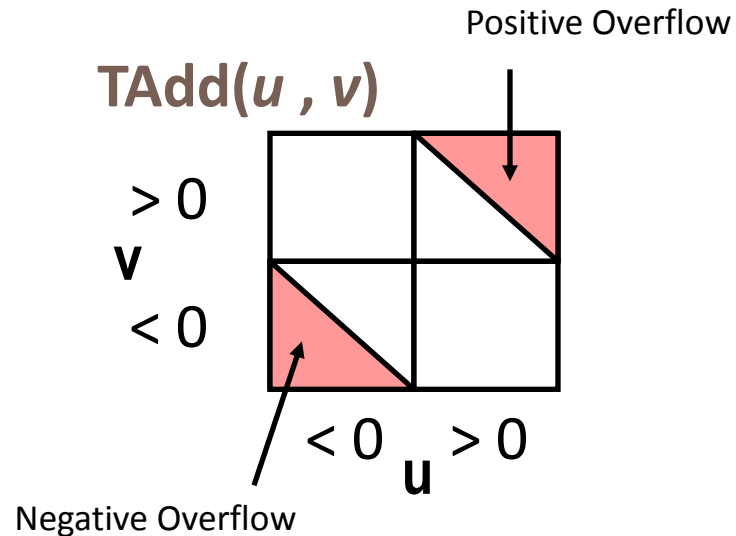 Positive Overflow
TAdd(u , v)
> 0
v
< 0
< 0 u > 0
Negative Overflow